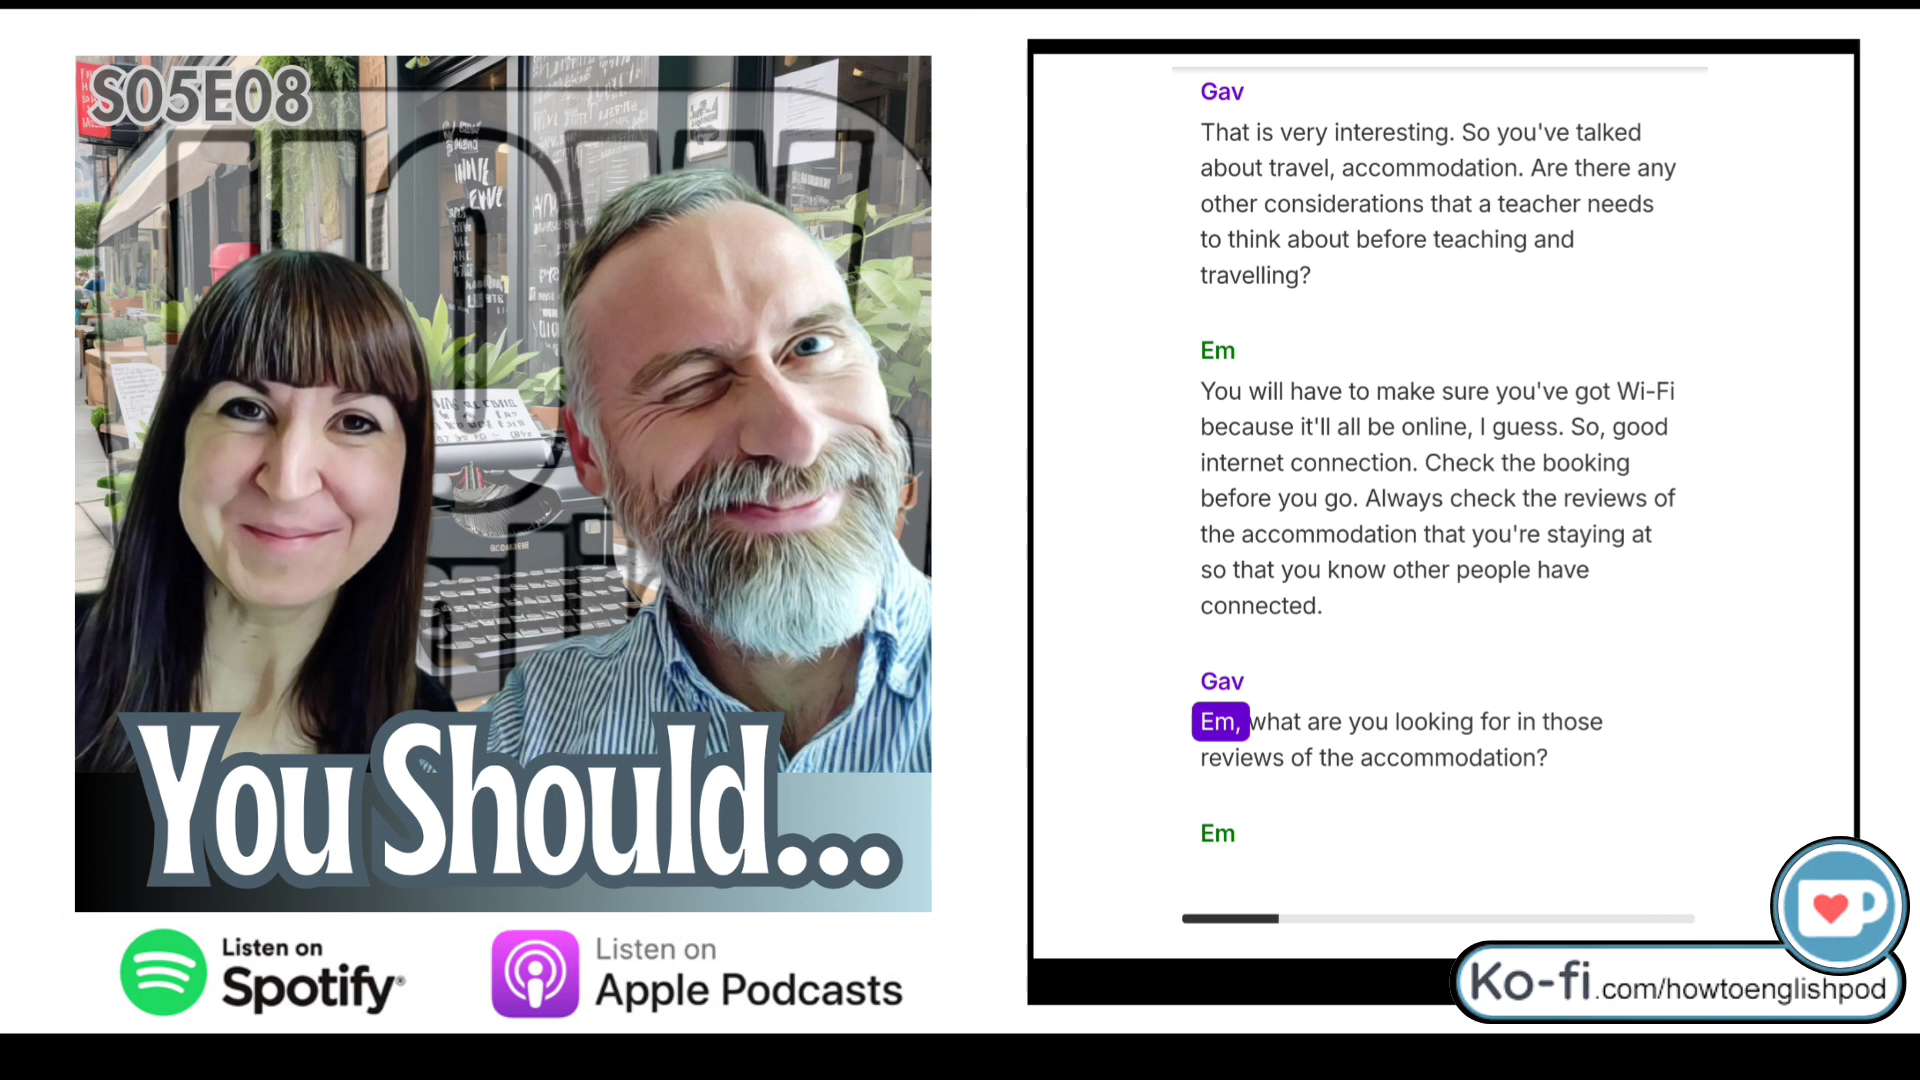 S05E08
You Should...
Listen on
Spotify®
Listen on
Apple Podcasts
Gav
That is very interesting. So you've talked
about travel, accommodation. Are there any
other considerations that a teacher needs
to think about before teaching and
travelling?
Em
You will have to make sure you've got Wi-Fi
because it'll all be online, I guess. So, good
internet connection. Check the booking
before you go. Always check the reviews of
the accommodation that you're staying at
so that you know other people have
connected.
Gav
Em, what are you looking for in those
reviews of the accommodation?
Em
Ko-fi.com/howtoenglishpod